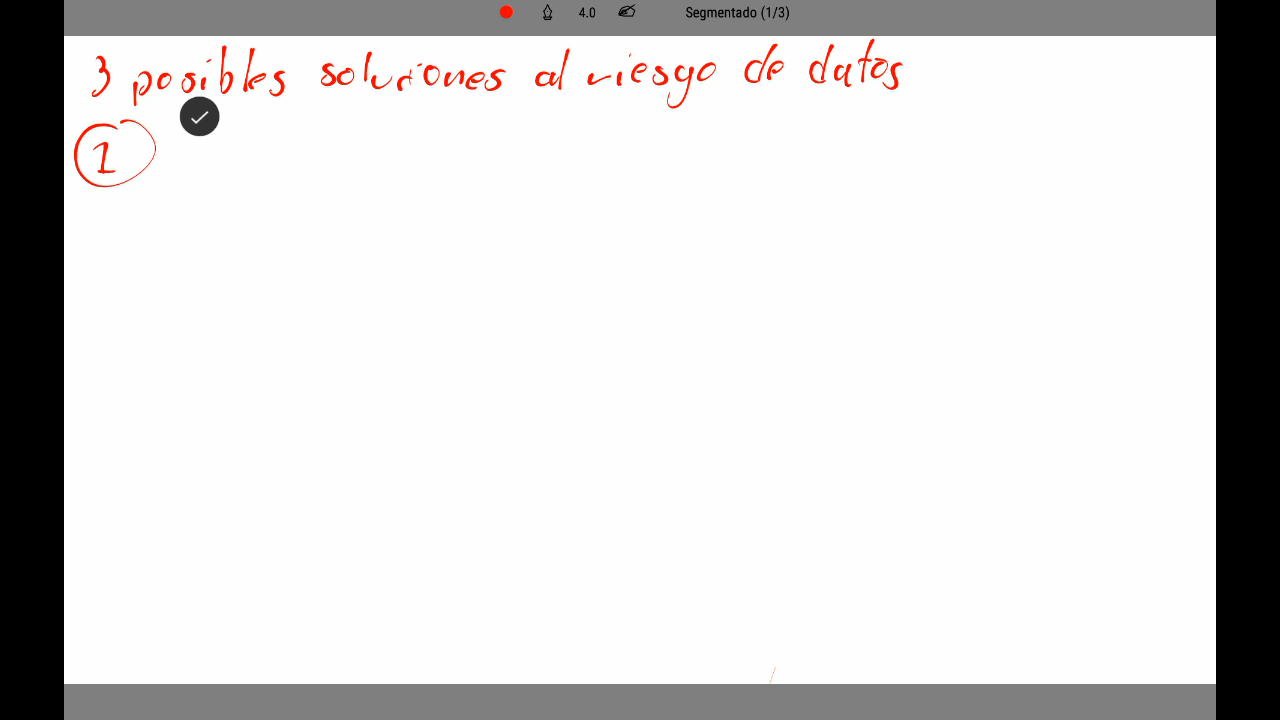 4.0 Segmentado (1/3)
3 posibles soluciones al riesgo de datos
1